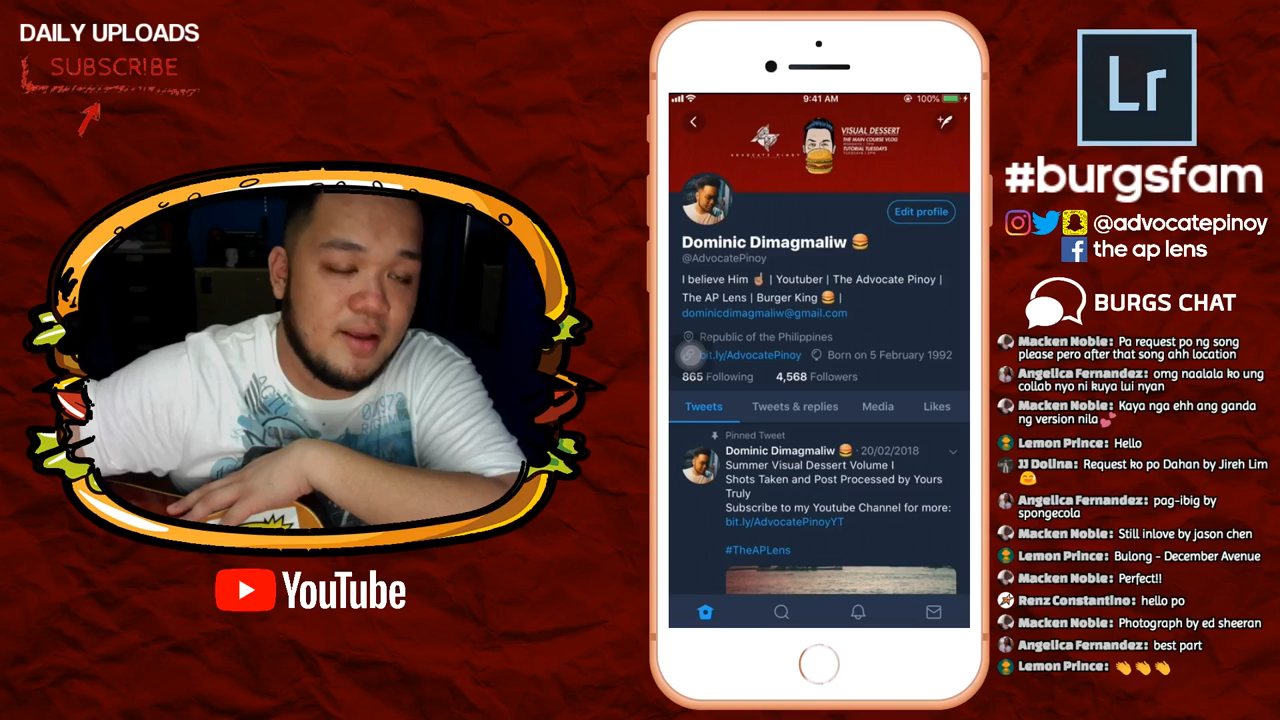 DAILY UPLOADS
SUBSCRIBE
YouTube
9:41 AM
100%
ADVOCATE PINOY
VISUAL DESSERT
THE MAIN COURSE VLOG
TUTORIAL TUESDAYS
Edit profile
Dominic Dimagmaliw 🍔
@AdvocatePinoy
I believe Him ☝🏽 | Youtuber | The Advocate Pinoy |
The AP Lens | Burger King 🍔 |
dominicdimagmaliw@gmail.com
Republic of the Philippines
bit.ly/AdvocatePinoy Born on 5 February 1992
865 Following 4,568 Followers
Tweets Tweets & replies Media Likes
Pinned Tweet
Dominic Dimagmaliw 🍔 · 20/02/2018
Summer Visual Dessert Volume I
Shots Taken and Post Processed by Yours
Truly
Subscribe to my Youtube Channel for more:
bit.ly/AdvocatePinoyYT
#TheAPLens
Lr
#burgsfam
@advocatepinoy
the ap lens
BURGS CHAT
Macken Noble: Pa request po ng song
please pero after that song ahh location
Angelica Fernandez: omg naalala ko ung
collab nyo ni kuya lui nyan
Macken Noble: Kaya nga ehh ang ganda
ng version nila 💕
Lemon Prince: Hello
JJ Dolina: Request ko po Dahan by Jireh Lim
😊
Angelica Fernandez: pag-ibig by
spongecola
Macken Noble: Still inlove by jason chen
Lemon Prince: Bulong - December Avenue
Macken Noble: Perfect!!
Renz Constantino: hello po
Macken Noble: Photograph by ed sheeran
Angelica Fernandez: best part
Lemon Prince: 👏👏👏